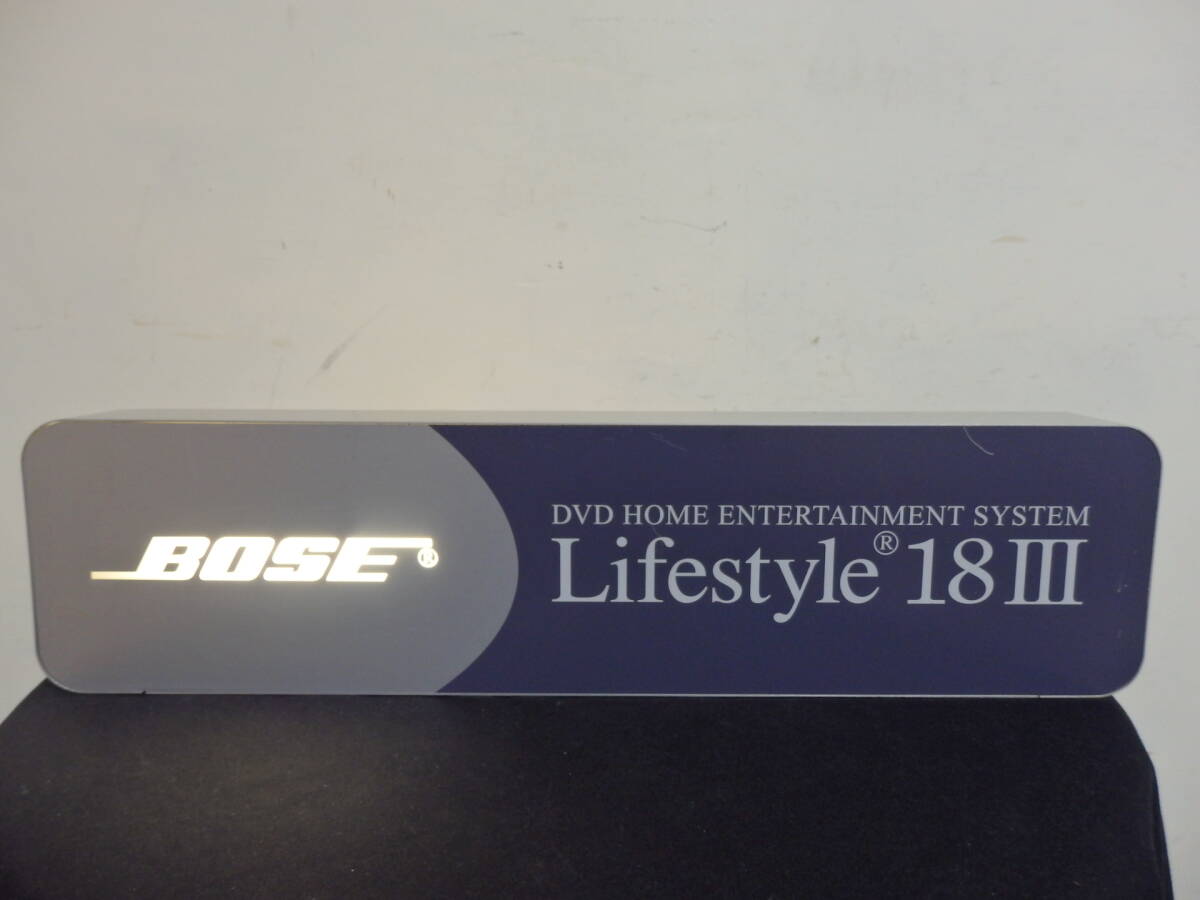 BOSE®
DVD HOME ENTERTAINMENT SYSTEM
Lifestyle® 18 III